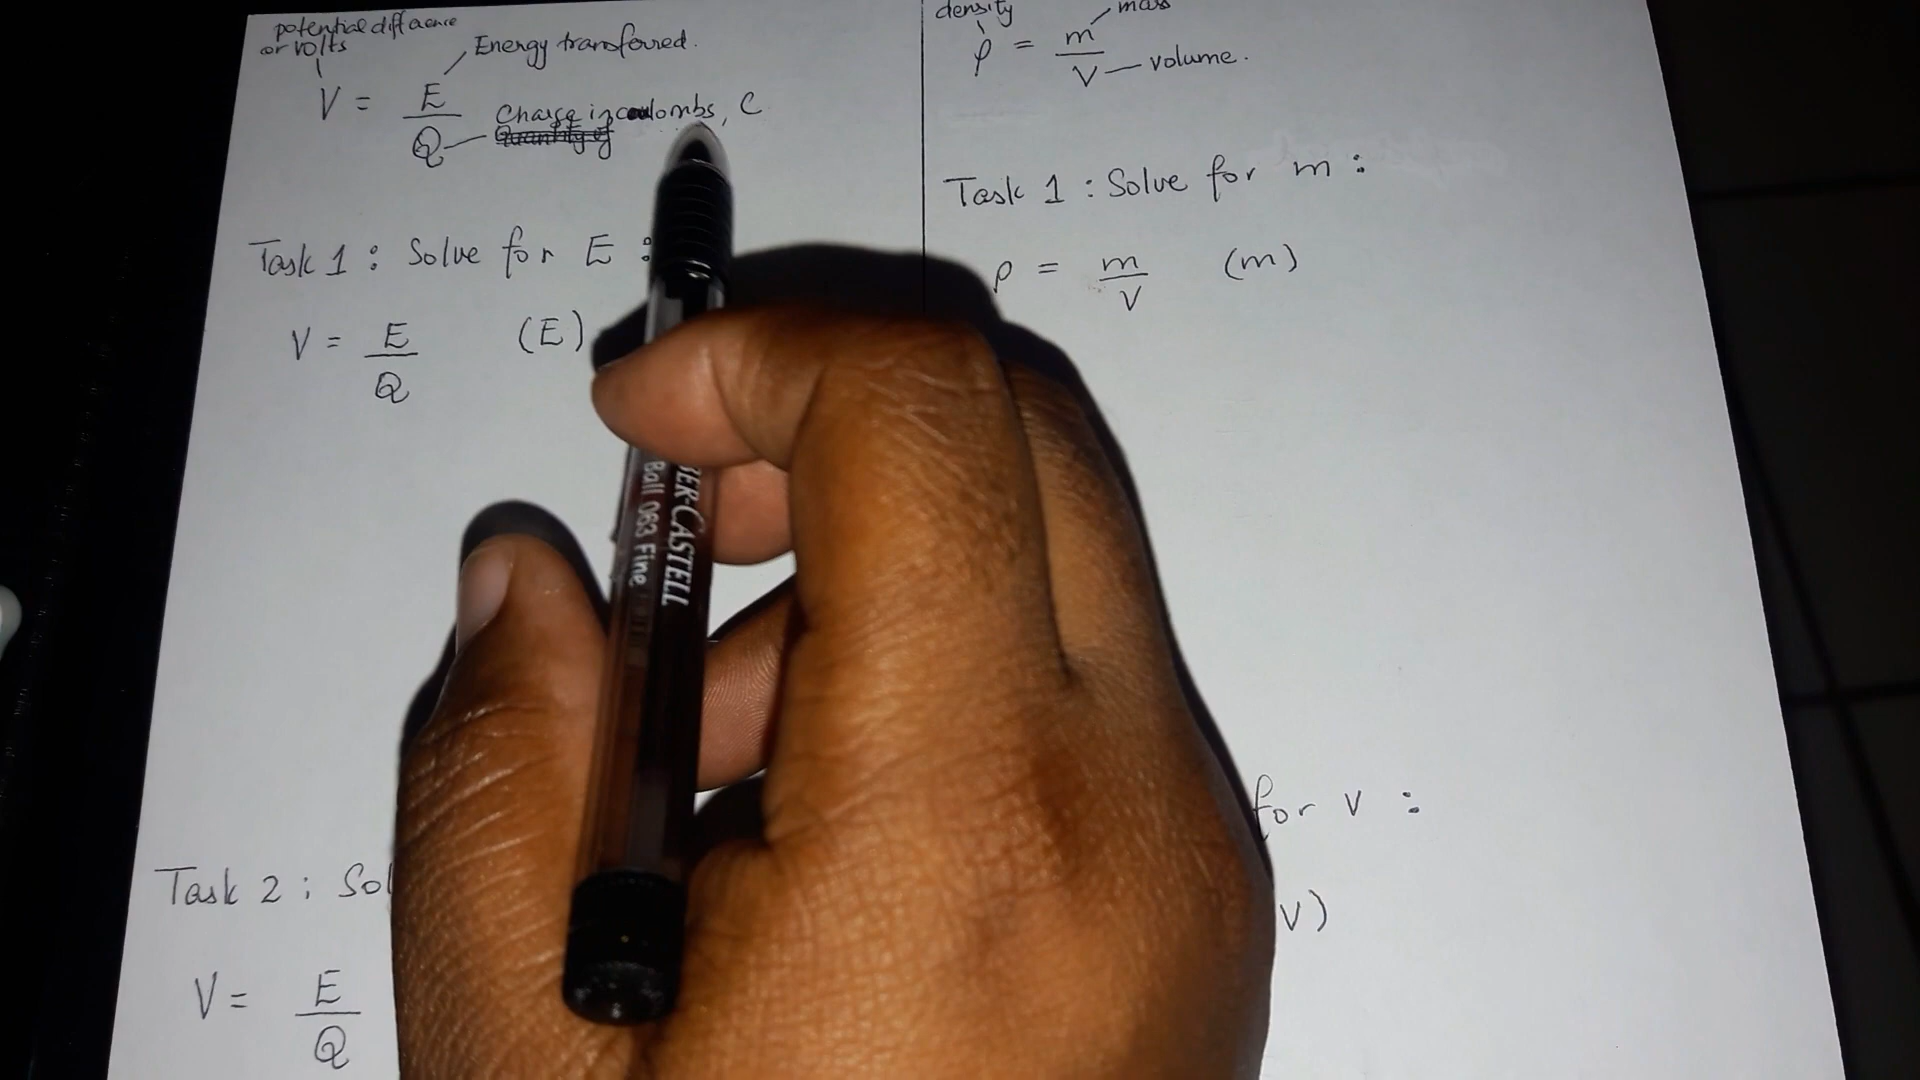 potential difference
or volts
Energy transferred.
V = E / Q
Charge in coulombs, C
Quantity of
Task 1 : Solve for E :
V = E / Q (E)
Task 2 : Sol
V = E / Q
density
mass
ρ = m / V
volume.
Task 1 : Solve for m :
ρ = m / V (m)
for v :
V)
BER-CASTELL
Ball 063 Fine